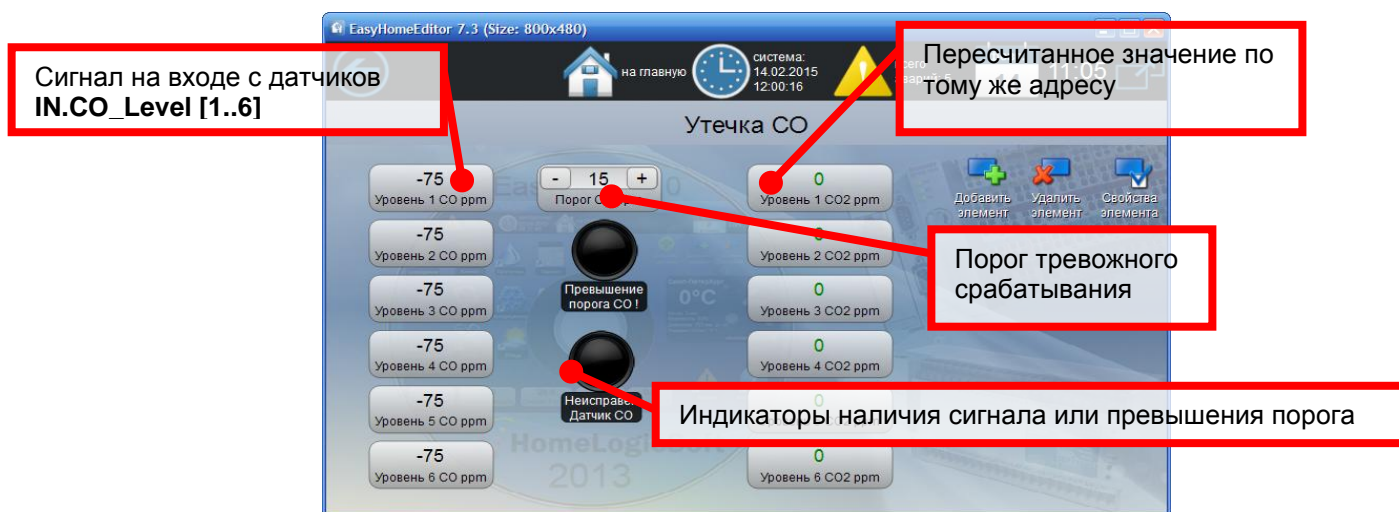 EasyHomeEditor 7.3 (Size: 800x480)
Сигнал на входе с датчиков
IN.CO_Level [1..6]
на главную
система:
14.02.2015
12:00:16
Пересчитанное значение по
тому же адресу
11:05
Утечка CO
-75
Уровень 1 CO ppm
- 15 +
Порог
0
Уровень 1 CO2 ppm
Добавить
элемент
Удалить
элемент
Свойства
элемента
-75
Уровень 2 CO ppm
Превышение
порога CO !
0°C
Уровень 2 CO2 ppm
Порог тревожного
срабатывания
-75
Уровень 3 CO ppm
0
Уровень 3 CO2 ppm
-75
Уровень 4 CO ppm
0
Уровень 4 CO2 ppm
-75
Уровень 5 CO ppm
Датчик CO
Индикаторы наличия сигнала или превышения порога
-75
Уровень 6 CO ppm
HomeLogicSoft
2013
0
Уровень 6 CO2 ppm